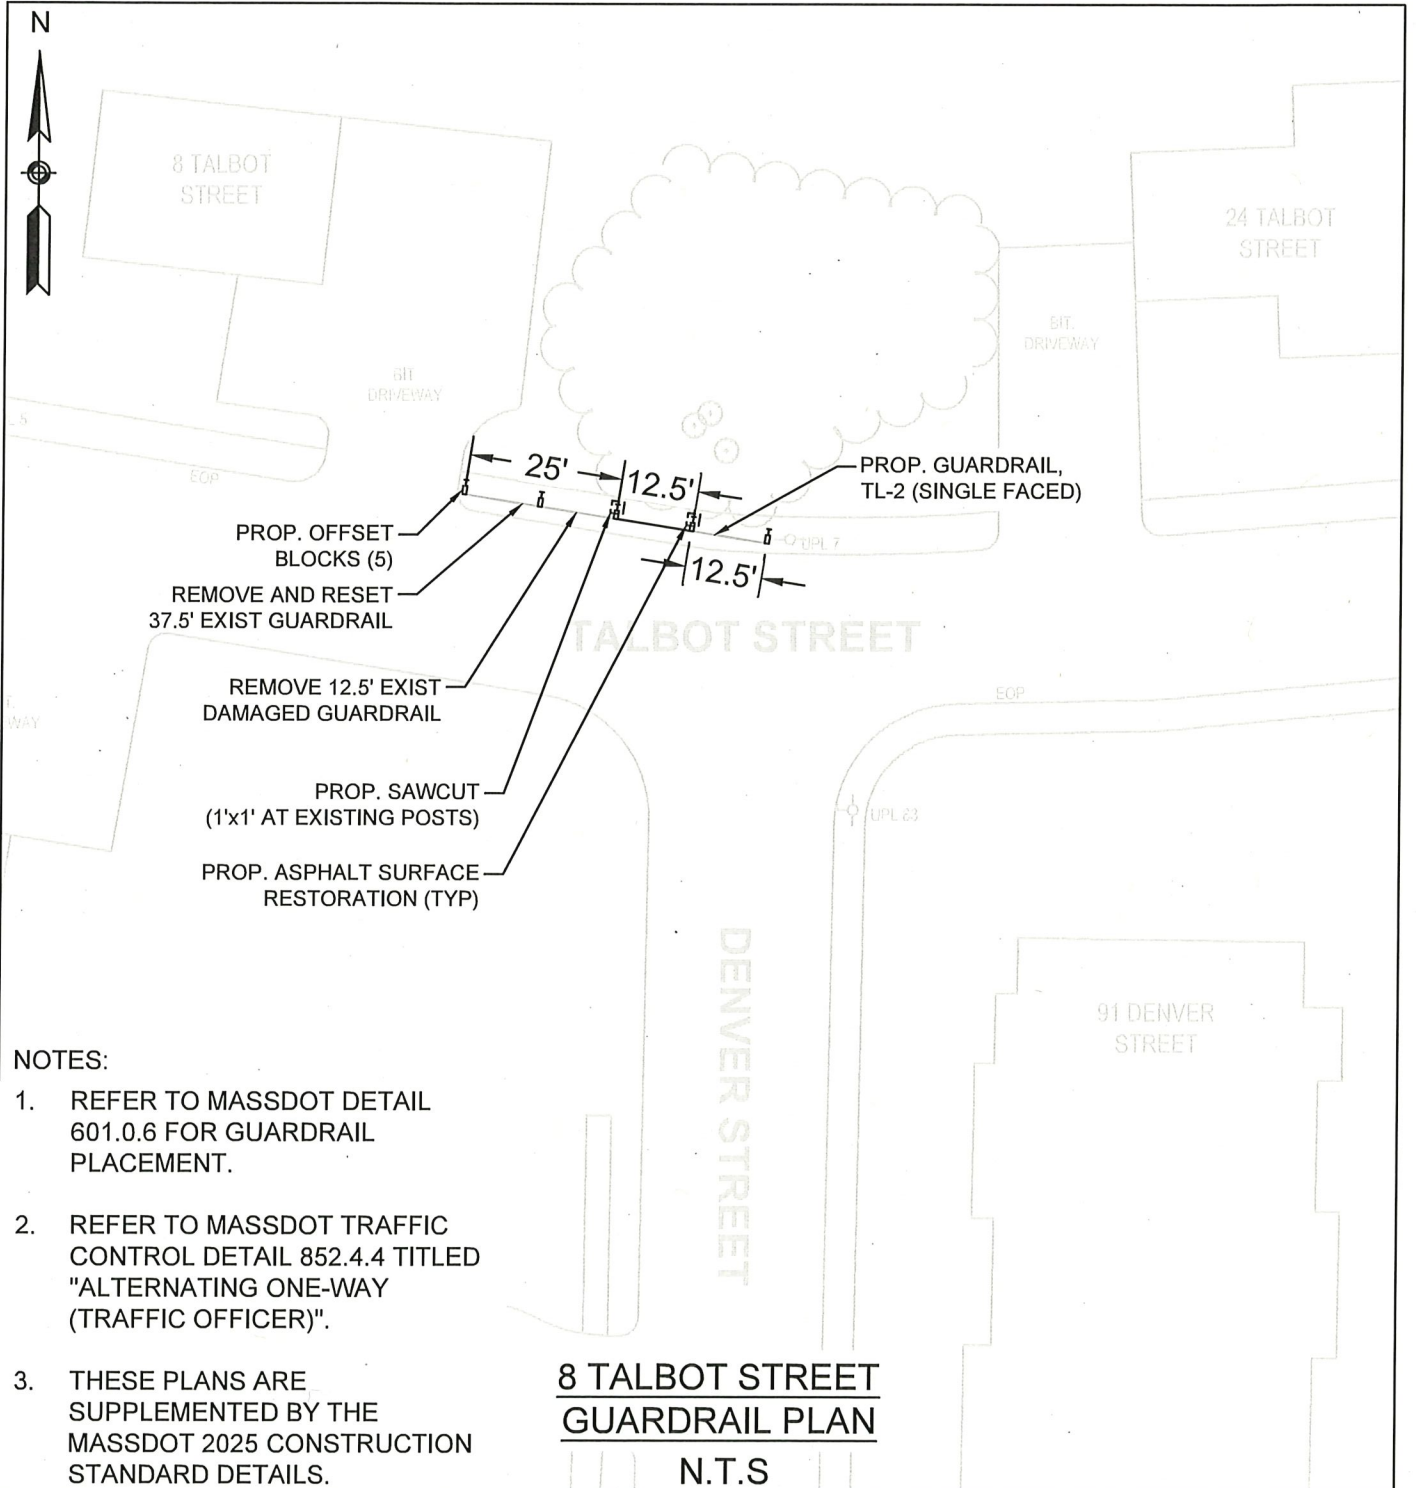 N
8 TALBOT
STREET
24 TALBOT
STREET
BIT.
DRIVEWAY
BIT.
DRIVEWAY
EOP
25'
12.5'
PROP. GUARDRAIL,
TL-2 (SINGLE FACED)
PROP. OFFSET
BLOCKS (5)
UPL 7
12.5'
REMOVE AND RESET
37.5' EXIST GUARDRAIL
TALBOT STREET
REMOVE 12.5' EXIST
DAMAGED GUARDRAIL
EOP
PROP. SAWCUT
(1'x1' AT EXISTING POSTS)
UPL 63
PROP. ASPHALT SURFACE
RESTORATION (TYP)
DENVER STREET
91 DENVER
STREET
NOTES:
1. REFER TO MASSDOT DETAIL
601.0.6 FOR GUARDRAIL
PLACEMENT.
2. REFER TO MASSDOT TRAFFIC
CONTROL DETAIL 852.4.4 TITLED
"ALTERNATING ONE-WAY
(TRAFFIC OFFICER)".
3. THESE PLANS ARE
SUPPLEMENTED BY THE
MASSDOT 2025 CONSTRUCTION
STANDARD DETAILS.
8 TALBOT STREET
GUARDRAIL PLAN
N.T.S